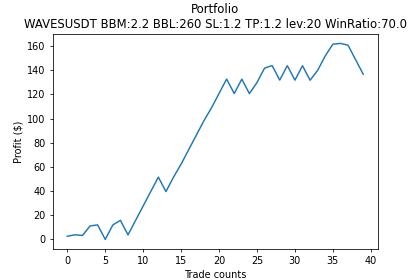 Portfolio
WAVESUSDT BBM:2.2 BBL:260 SL:1.2 TP:1.2 lev:20 WinRatio:70.0
160
140
120
100
80
60
40
20
0
Profit ($)
0 5 10 15 20 25 30 35 40
Trade counts